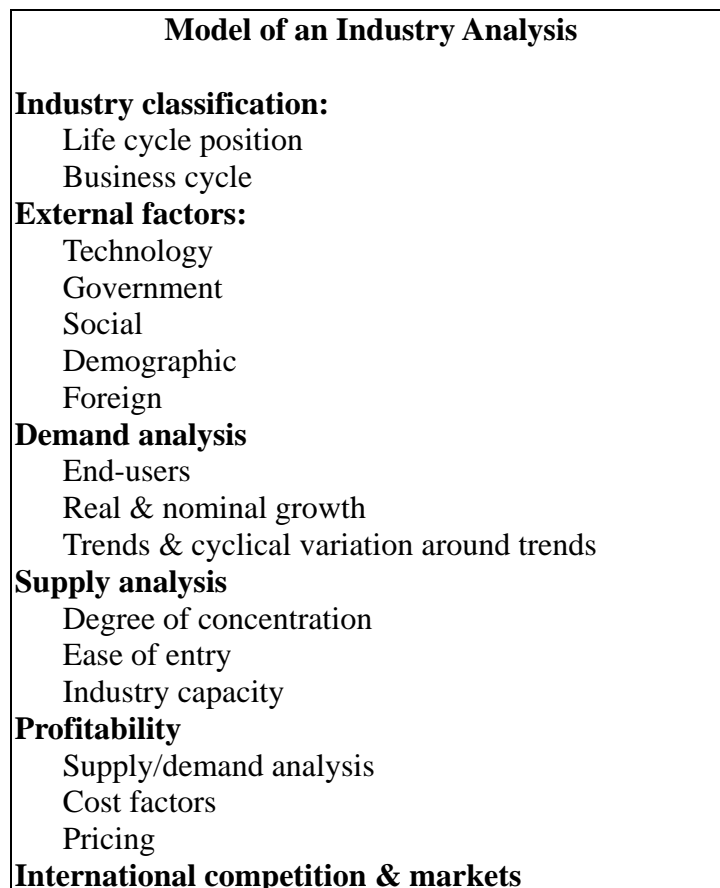 Model of an Industry Analysis
Industry classification:
Life cycle position
Business cycle
External factors:
Technology
Government
Social
Demographic
Foreign
Demand analysis
End-users
Real & nominal growth
Trends & cyclical variation around trends
Supply analysis
Degree of concentration
Ease of entry
Industry capacity
Profitability
Supply/demand analysis
Cost factors
Pricing
International competition & markets